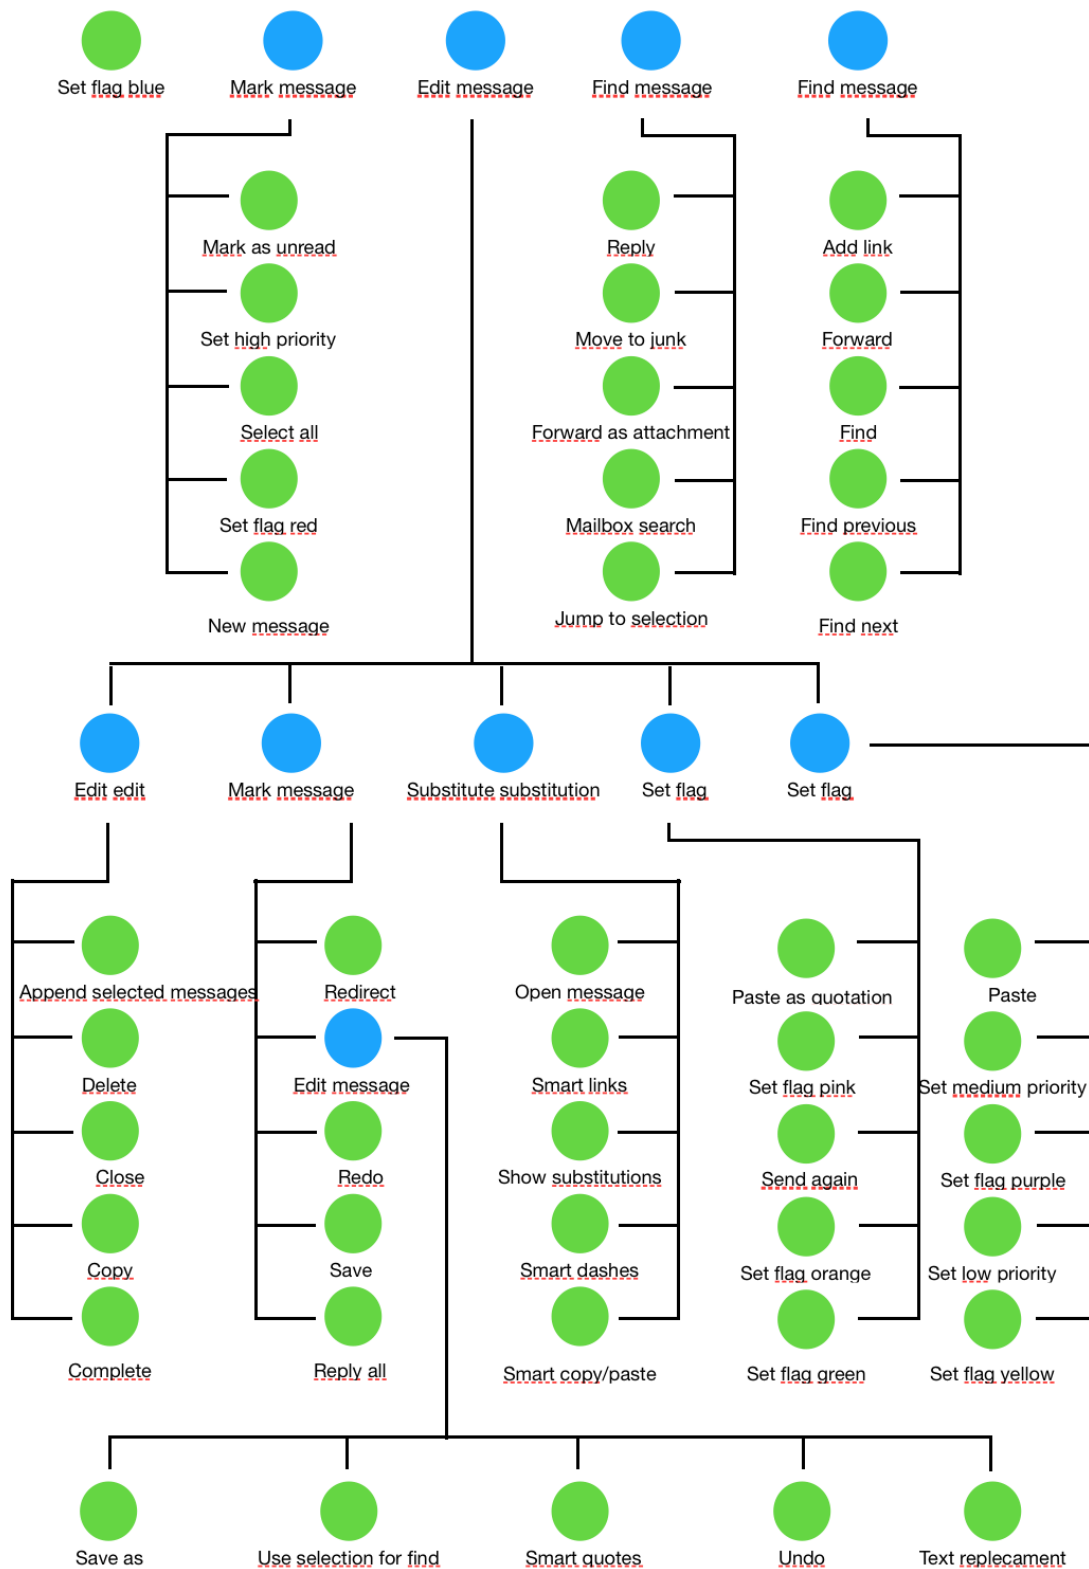 Set flag blue
Mark message
Edit message
Find message
Find message
Mark as unread
Reply
Add link
Set high priority
Move to junk
Forward
Select all
Forward as attachment
Find
Set flag red
Mailbox search
Find previous
New message
Jump to selection
Find next
Edit edit
Mark message
Substitute substitution
Set flag
Set flag
Append selected messages
Redirect
Open message
Paste as quotation
Paste
Delete
Edit message
Smart links
Set flag pink
Set medium priority
Close
Redo
Show substitutions
Send again
Set flag purple
Copy
Save
Smart dashes
Set flag orange
Set low priority
Complete
Reply all
Smart copy/paste
Set flag green
Set flag yellow
Save as
Use selection for find
Smart quotes
Undo
Text replecament